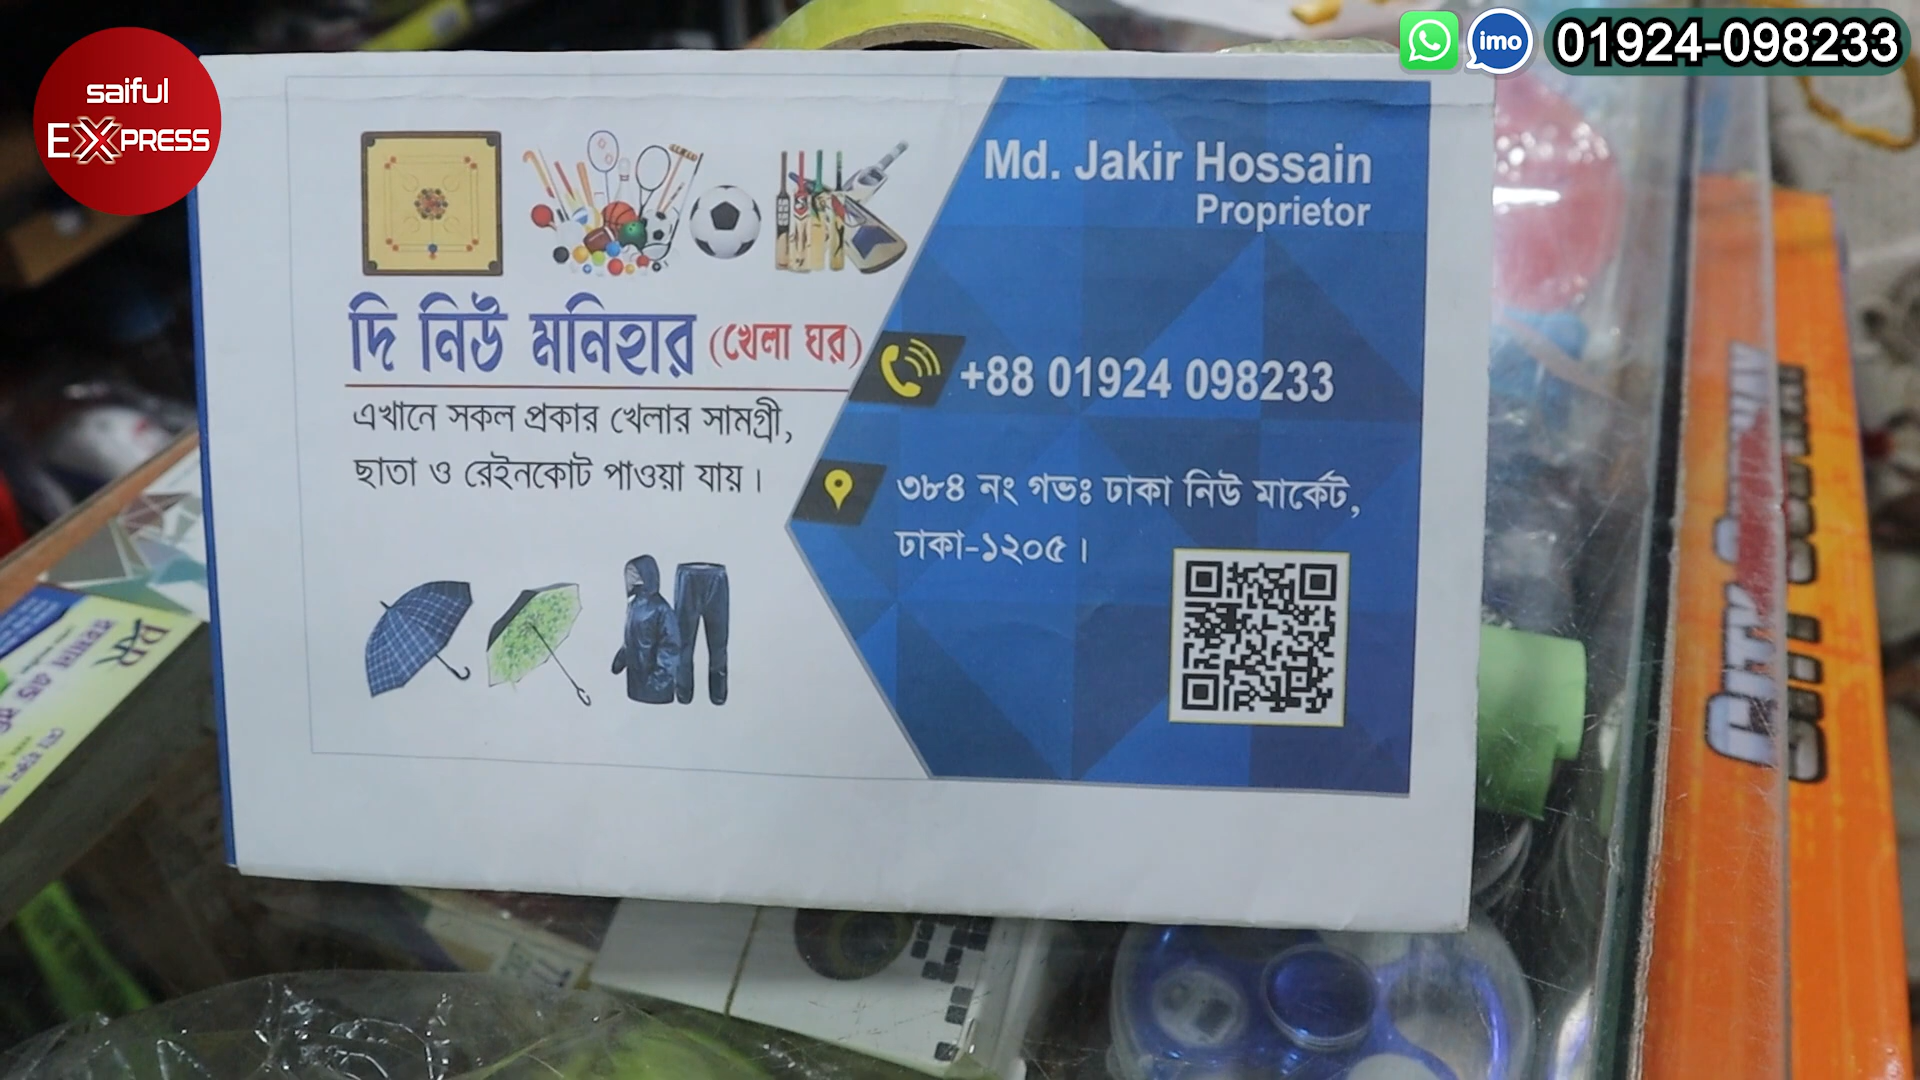 saiful
EXPRESS
imo
01924-098233
Md. Jakir Hossain
Proprietor
দি নিউ মনিহার (খেলা ঘর)
এখানে সকল প্রকার খেলার সামগ্রী,
ছাতা ও রেইনকোট পাওয়া যায়।
+88 01924 098233
৩৮৪ নং গভঃ ঢাকা নিউ মার্কেট,
ঢাকা-১২০৫।
CITY